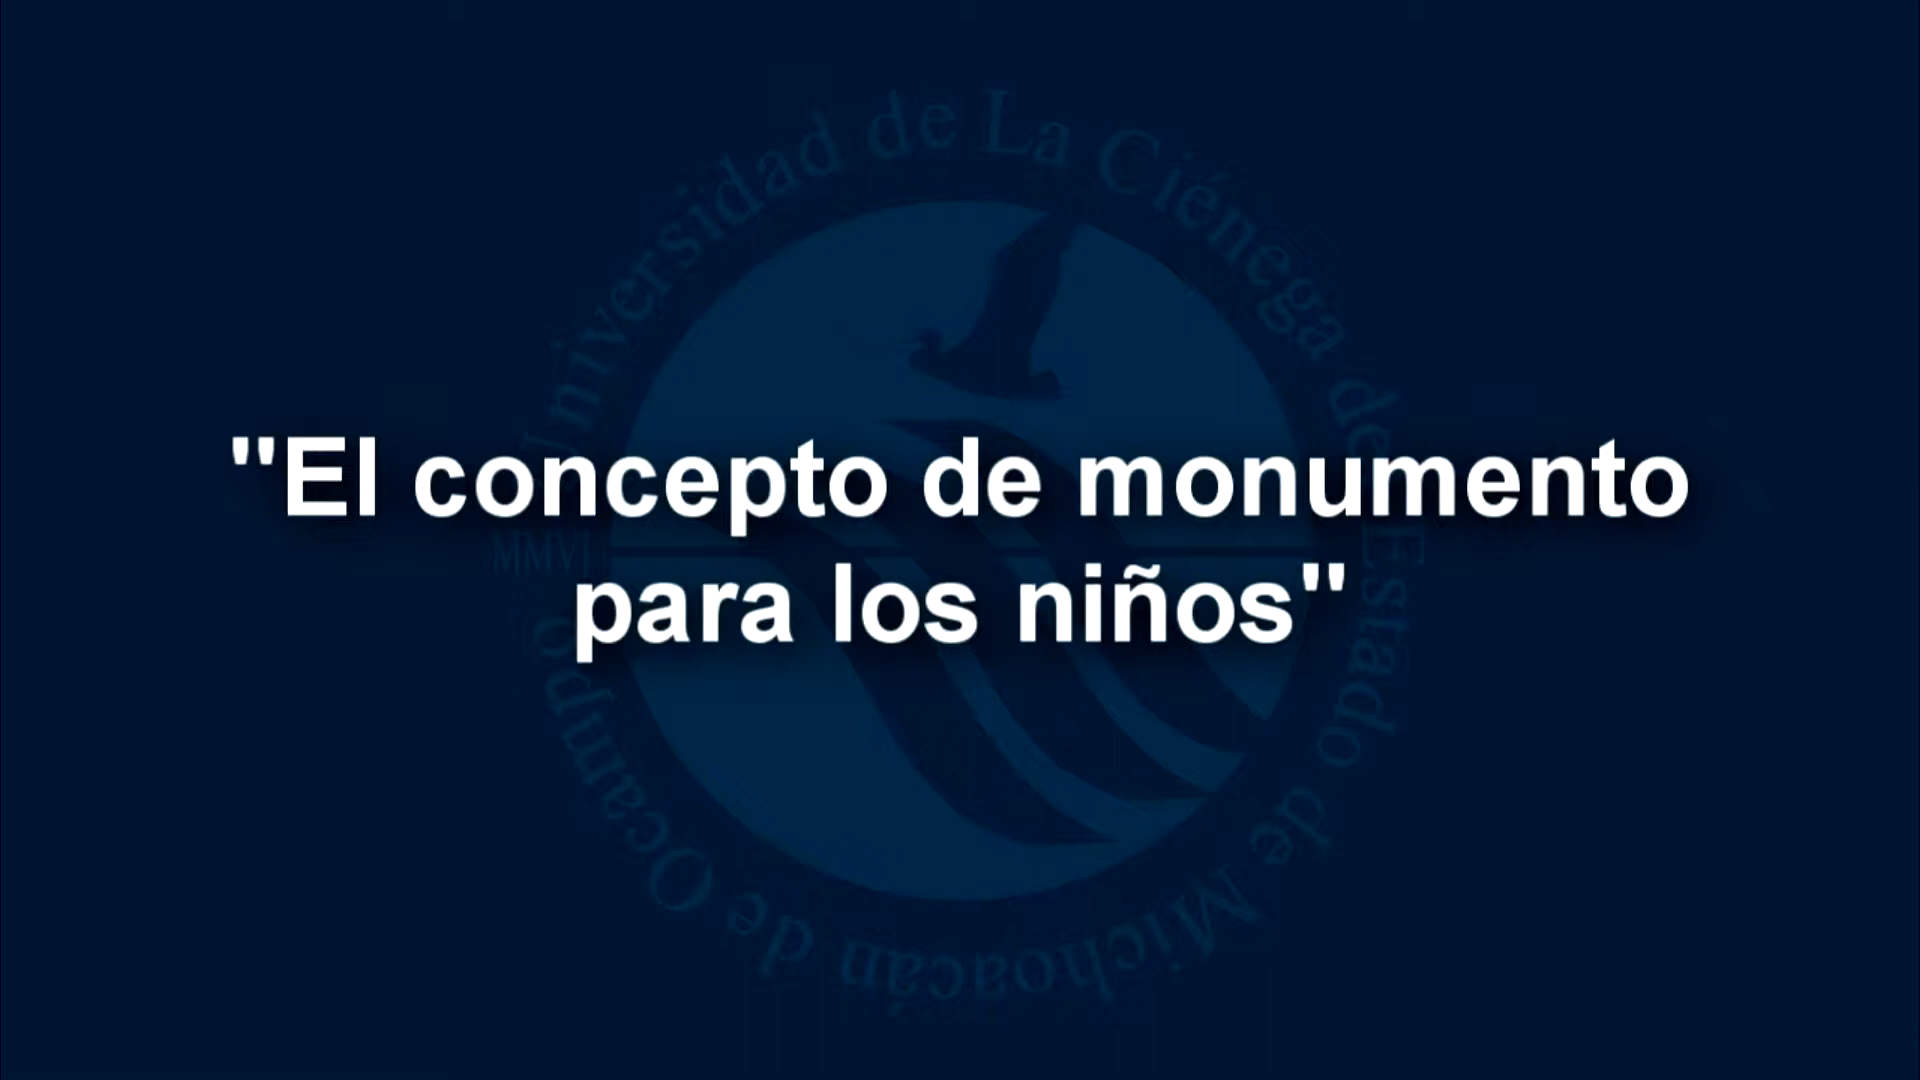 "El concepto de monumento
para los niños"
Universidad de La Ciénega del Estado de Michoacán de Ocampo
MMVI